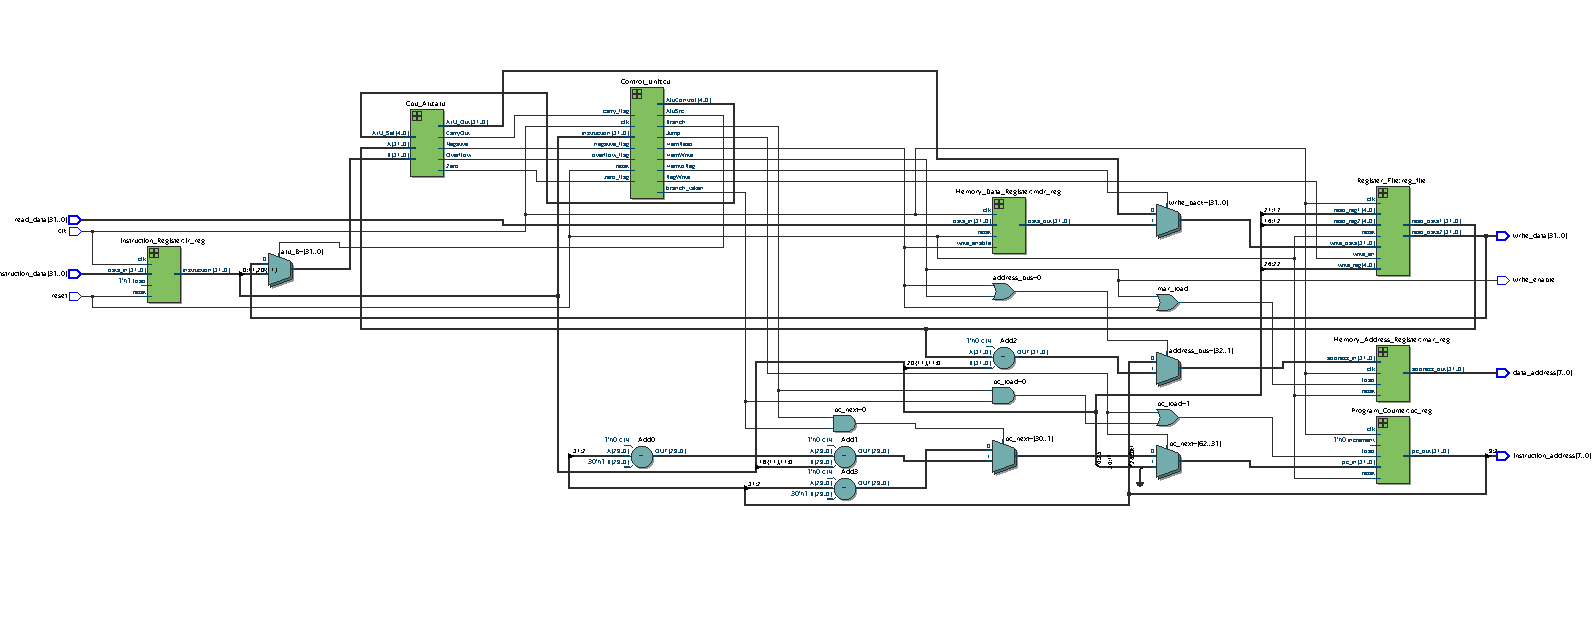 Control_unit:cu
Cpu_Alu:alu
AluControl[4..0]
AluSrc
carry_flag
Branch
clk
Jump
instruction[31..0]
MemRead
negative_flag
MemWrite
overflow_flag
MemtoReg
reset
RegWrite
zero_flag
branch_taken
ALU_Out[31..0]
ALU_Sel[4..0]
CarryOut
A[31..0]
Negative
B[31..0]
Overflow
Zero
Memory_Data_Register:mdr_reg
clk
data_in[31..0]
data_out[31..0]
reset
write_enable
Register_File:reg_file
clk
read_reg1[4..0]
read_reg2[4..0]
reset
write_data[31..0]
write_en
write_reg[4..0]
read_data1[31..0]
read_data2[31..0]
21:17
16:12
26:22
write_back~[31..0]
0
1
read_data[31..0]
clk
Instruction_Register:ir_reg
clk
data_in[31..0]
1'h1 load
reset
instruction[31..0]
alu_B~[31..0]
0
reset
write_data[31..0]
write_enable
address_bus~0
mar_load
Add2
1'h0 cin
A[31..0]
B[31..0]
OUT[31..0]
address_bus~[32..1]
0
1
Memory_Address_Register:mar_reg
address_in[31..0]
clk
load
reset
address_out[31..0]
data_address[7..0]
pc_load~0
pc_load~1
pc_next~0
Program_Counter:pc_reg
clk
1'h0 increment
load
pc_in[31..0]
reset
pc_out[31..0]
instruction_address[7..0]
Add0
1'h0 cin
A[29..0]
30'h1 B[29..0]
OUT[29..0]
31:2
Add1
1'h0 cin
A[29..0]
B[29..0]
OUT[29..0]
Add3
1'h0 cin
A[29..0]
30'h1 B[29..0]
OUT[29..0]
31:2
pc_next~[30..1]
0
1
pc_next~[62..31]
0
1